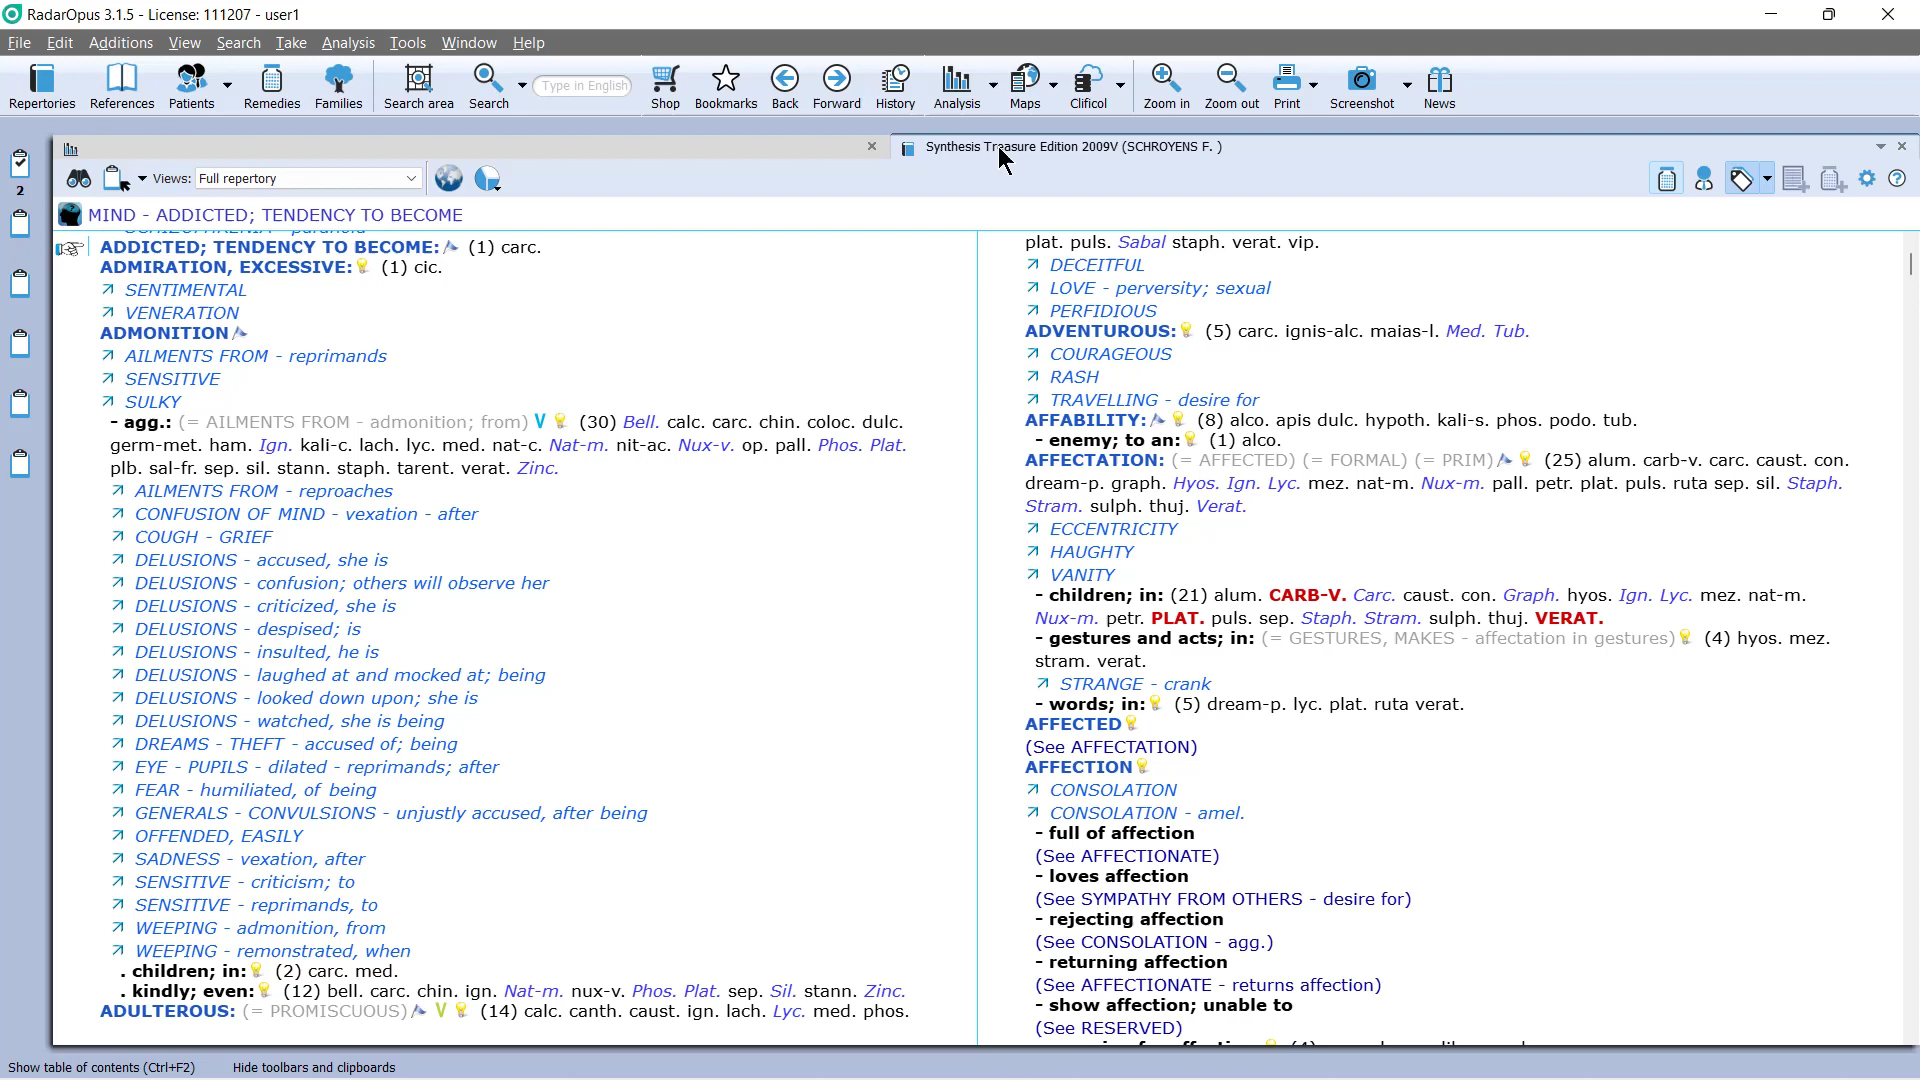 RadarOpus 3.1.5 - License: 111207 - user1
File Edit Additions View Search Take Analysis Tools Window Help
Repertories References Patients Remedies Families Search area Search Type in English Shop Bookmarks Back Forward History Analysis Maps Clificol Zoom in Zoom out Print Screenshot News
Synthesis Treasure Edition 2009V (SCHROYENS F. )
2
Views: Full repertory
MIND - ADDICTED; TENDENCY TO BECOME
SCHIZOPHRENIA - paranoid
ADDICTED; TENDENCY TO BECOME: (1) carc.
ADMIRATION, EXCESSIVE: (1) cic.
SENTIMENTAL
VENERATION
ADMONITION
AILMENTS FROM - reprimands
SENSITIVE
SULKY
- agg.: (= AILMENTS FROM - admonition; from) V (30) Bell. calc. carc. chin. coloc. dulc.
germ-met. ham. Ign. kali-c. lach. lyc. med. nat-c. Nat-m. nit-ac. Nux-v. op. pall. Phos. Plat.
plb. sal-fr. sep. sil. stann. staph. tarent. verat. Zinc.
AILMENTS FROM - reproaches
CONFUSION OF MIND - vexation - after
COUGH - GRIEF
DELUSIONS - accused, she is
DELUSIONS - confusion; others will observe her
DELUSIONS - criticized, she is
DELUSIONS - despised; is
DELUSIONS - insulted, he is
DELUSIONS - laughed at and mocked at; being
DELUSIONS - looked down upon; she is
DELUSIONS - watched, she is being
DREAMS - THEFT - accused of; being
EYE - PUPILS - dilated - reprimands; after
FEAR - humiliated, of being
GENERALS - CONVULSIONS - unjustly accused, after being
OFFENDED, EASILY
SADNESS - vexation, after
SENSITIVE - criticism; to
SENSITIVE - reprimands, to
WEEPING - admonition, from
WEEPING - remonstrated, when
. children; in: (2) carc. med.
. kindly; even: (12) bell. carc. chin. ign. Nat-m. nux-v. Phos. Plat. sep. Sil. stann. Zinc.
ADULTEROUS: (= PROMISCUOUS) V (14) calc. canth. caust. ign. lach. Lyc. med. phos.
plat. puls. Sabal staph. verat. vip.
DECEITFUL
LOVE - perversity; sexual
PERFIDIOUS
ADVENTUROUS: (5) carc. ignis-alc. maias-l. Med. Tub.
COURAGEOUS
RASH
TRAVELLING - desire for
AFFABILITY: (8) alco. apis dulc. hypoth. kali-s. phos. podo. tub.
- enemy; to an: (1) alco.
AFFECTATION: (= AFFECTED) (= FORMAL) (= PRIM) (25) alum. carb-v. carc. caust. con.
dream-p. graph. Hyos. Ign. Lyc. mez. nat-m. Nux-m. pall. petr. plat. puls. ruta sep. sil. Staph.
Stram. sulph. thuj. Verat.
ECCENTRICITY
HAUGHTY
VANITY
- children; in: (21) alum. CARB-V. Carc. caust. con. Graph. hyos. Ign. Lyc. mez. nat-m.
Nux-m. petr. PLAT. puls. sep. Staph. Stram. sulph. thuj. VERAT.
- gestures and acts; in: (= GESTURES, MAKES - affectation in gestures) (4) hyos. mez.
stram. verat.
STRANGE - crank
- words; in: (5) dream-p. lyc. plat. ruta verat.
AFFECTED
(See AFFECTATION)
AFFECTION
CONSOLATION
CONSOLATION - amel.
- full of affection
(See AFFECTIONATE)
- loves affection
(See SYMPATHY FROM OTHERS - desire for)
- rejecting affection
(See CONSOLATION - agg.)
- returning affection
(See AFFECTIONATE - returns affection)
- show affection; unable to
(See RESERVED)
Show table of contents (Ctrl+F2) Hide toolbars and clipboards